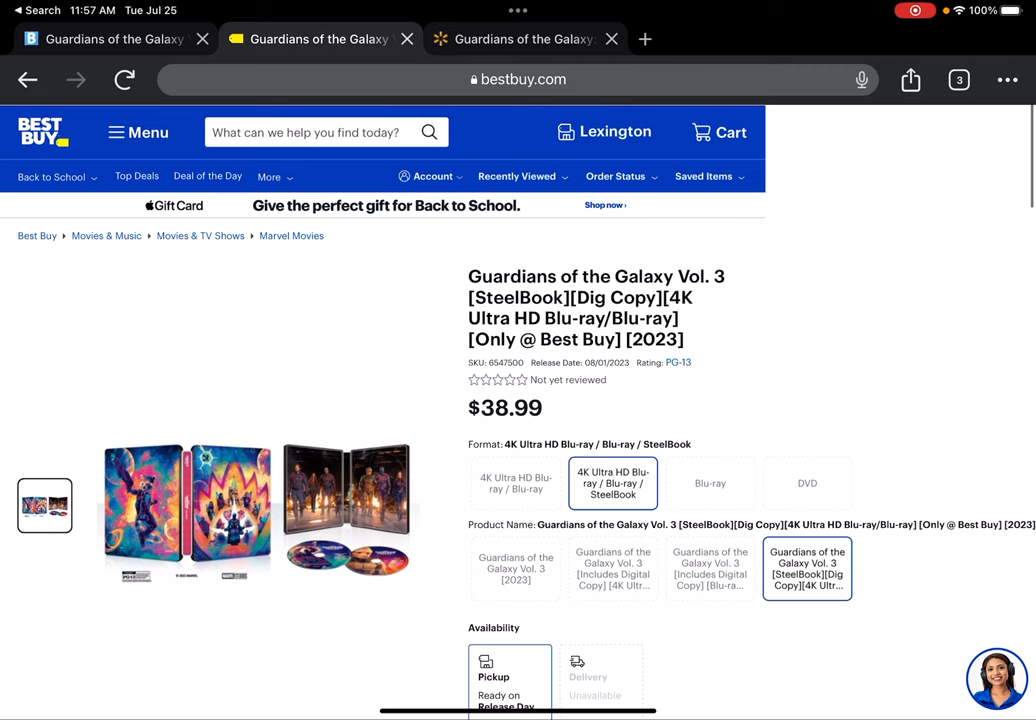 Search 11:57 AM Tue Jul 25
100%
Guardians of the Galaxy
Guardians of the Galaxy
Guardians of the Galaxy:
bestbuy.com
3
BEST BUY
Menu
What can we help you find today?
Lexington
Cart
Back to School
Top Deals
Deal of the Day
More
Account
Recently Viewed
Order Status
Saved Items
Gift Card
Give the perfect gift for Back to School.
Shop now ›
Best Buy
Movies & Music
Movies & TV Shows
Marvel Movies
Guardians of the Galaxy Vol. 3
[SteelBook][Dig Copy][4K
Ultra HD Blu-ray/Blu-ray]
[Only @ Best Buy] [2023]
SKU: 6547500 Release Date: 08/01/2023 Rating: PG-13
Not yet reviewed
$38.99
Format: 4K Ultra HD Blu-ray / Blu-ray / SteelBook
4K Ultra HD Blu-
ray / Blu-ray
4K Ultra HD Blu-
ray / Blu-ray /
SteelBook
Blu-ray
DVD
Product Name: Guardians of the Galaxy Vol. 3 [SteelBook][Dig Copy][4K Ultra HD Blu-ray/Blu-ray] [Only @ Best Buy] [2023]
Guardians of the
Galaxy Vol. 3
[2023]
Guardians of the
Galaxy Vol. 3
[Includes Digital
Copy] [4K Ultr...
Guardians of the
Galaxy Vol. 3
[Includes Digital
Copy] [Blu-ra...
Guardians of the
Galaxy Vol. 3
[SteelBook][Dig
Copy][4K Ultr...
Availability
Pickup
Ready on
Release Day
Delivery
Unavailable